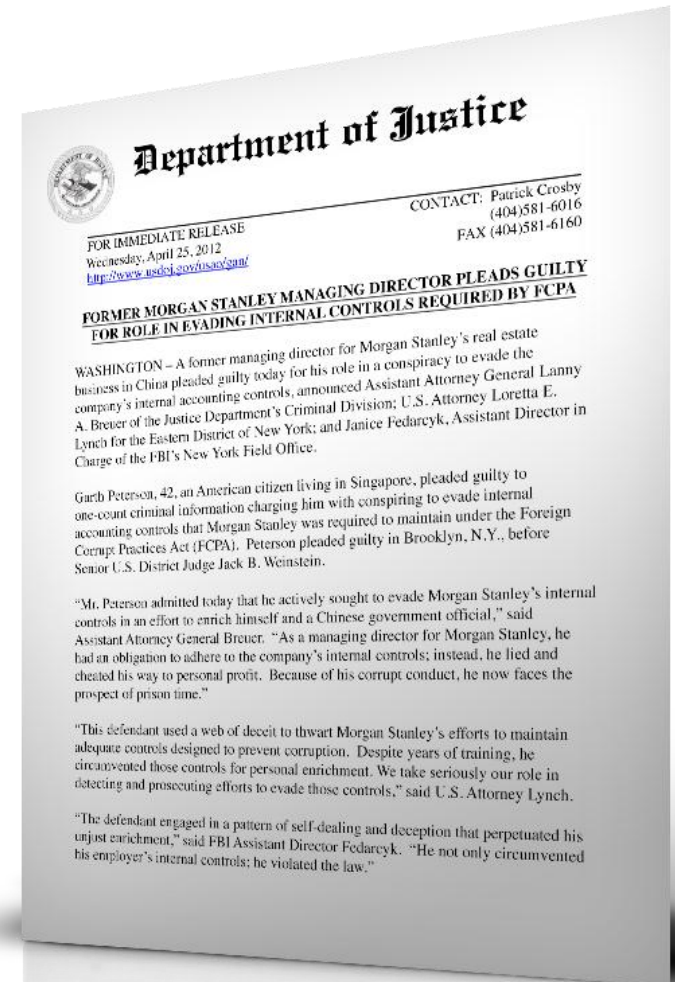 Department of Justice
FOR IMMEDIATE RELEASE
Wednesday, April 25, 2012
http://www.usdoj.gov/usao/gan/
CONTACT: Patrick Crosby
(404)581-6016
FAX (404)581-6160
FORMER MORGAN STANLEY MANAGING DIRECTOR PLEADS GUILTY
FOR ROLE IN EVADING INTERNAL CONTROLS REQUIRED BY FCPA
WASHINGTON – A former managing director for Morgan Stanley's real estate
business in China pleaded guilty today for his role in a conspiracy to evade the
company's internal accounting controls, announced Assistant Attorney General Lanny
A. Breuer of the Justice Department's Criminal Division; U.S. Attorney Loretta E.
Lynch for the Eastern District of New York; and Janice Fedarcyk, Assistant Director in
Charge of the FBI's New York Field Office.
Garth Peterson, 42, an American citizen living in Singapore, pleaded guilty to
one-count criminal information charging him with conspiring to evade internal
accounting controls that Morgan Stanley was required to maintain under the Foreign
Corrupt Practices Act (FCPA). Peterson pleaded guilty in Brooklyn, N.Y., before
Senior U.S. District Judge Jack B. Weinstein.
"Mr. Peterson admitted today that he actively sought to evade Morgan Stanley's internal
controls in an effort to enrich himself and a Chinese government official," said
Assistant Attorney General Breuer. "As a managing director for Morgan Stanley, he
had an obligation to adhere to the company's internal controls; instead, he lied and
cheated his way to personal profit. Because of his corrupt conduct, he now faces the
prospect of prison time."
"This defendant used a web of deceit to thwart Morgan Stanley's efforts to maintain
adequate controls designed to prevent corruption. Despite years of training, he
circumvented those controls for personal enrichment. We take seriously our role in
detecting and prosecuting efforts to evade those controls," said U.S. Attorney Lynch.
"The defendant engaged in a pattern of self-dealing and deception that perpetuated his
unjust enrichment," said FBI Assistant Director Fedarcyk. "He not only circumvented
his employer's internal controls; he violated the law."